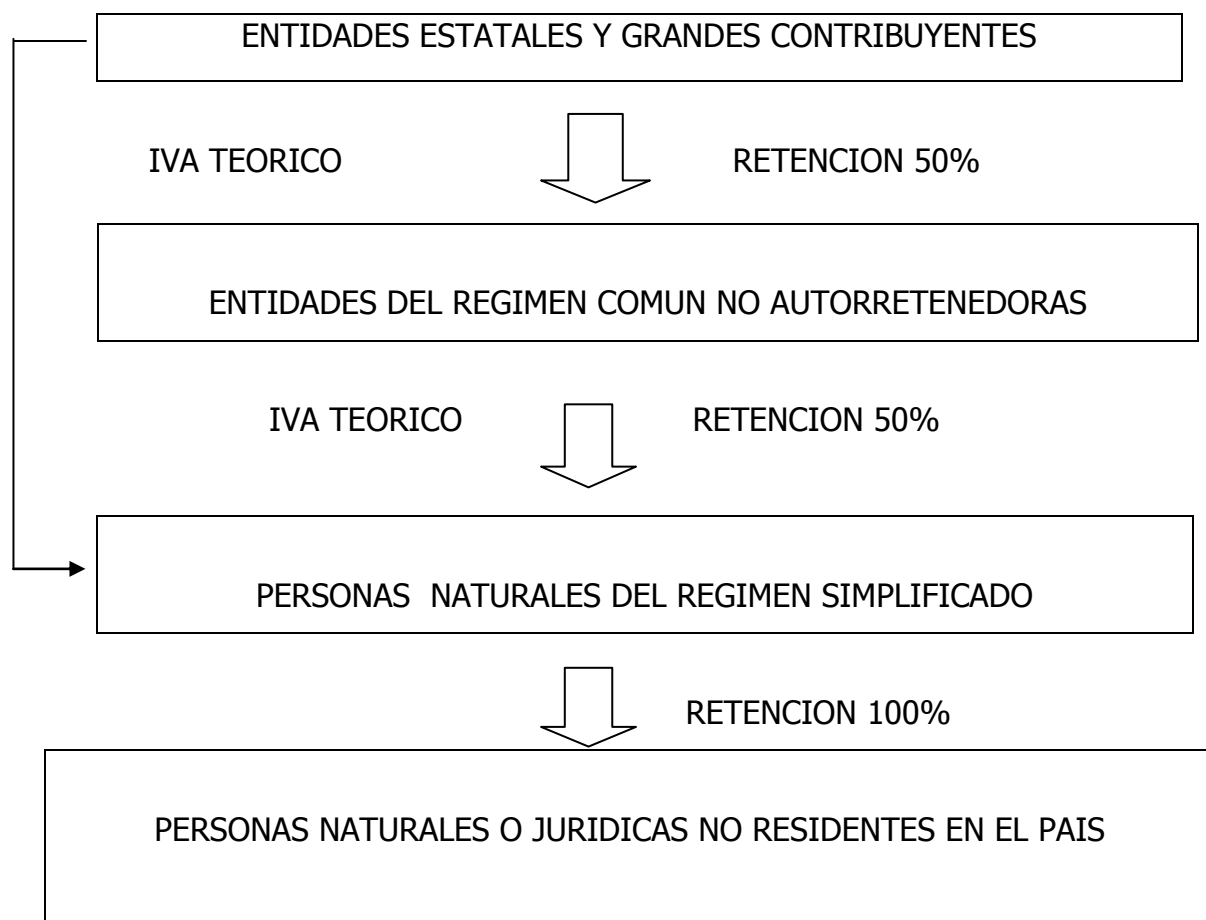 ENTIDADES ESTATALES Y GRANDES CONTRIBUYENTES
IVA TEORICO RETENCION 50%
ENTIDADES DEL REGIMEN COMUN NO AUTORRETENEDORAS
IVA TEORICO RETENCION 50%
PERSONAS NATURALES DEL REGIMEN SIMPLIFICADO
RETENCION 100%
PERSONAS NATURALES O JURIDICAS NO RESIDENTES EN EL PAIS